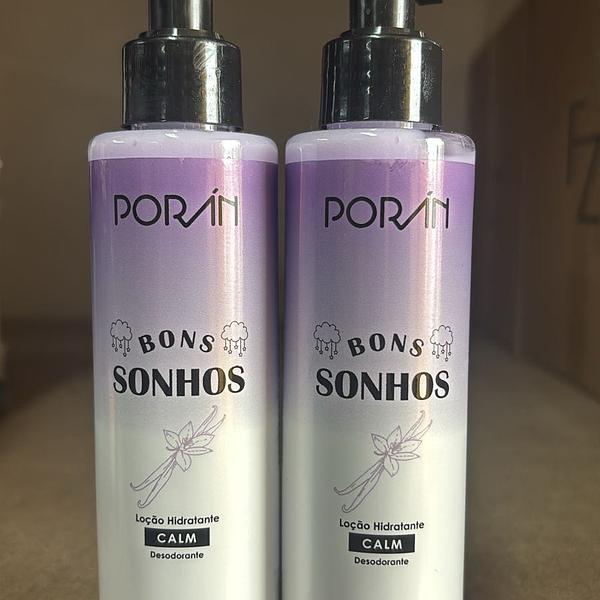 PORÁN
BONS
SONHOS
Loção Hidratante
CALM
Desodorante
PORÁN
BONS
SONHOS
Loção Hidratante
CALM
Desodorante